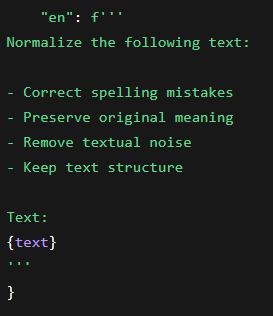 "en": f'''
Normalize the following text:

- Correct spelling mistakes
- Preserve original meaning
- Remove textual noise
- Keep text structure

Text:
{text}
'''
}